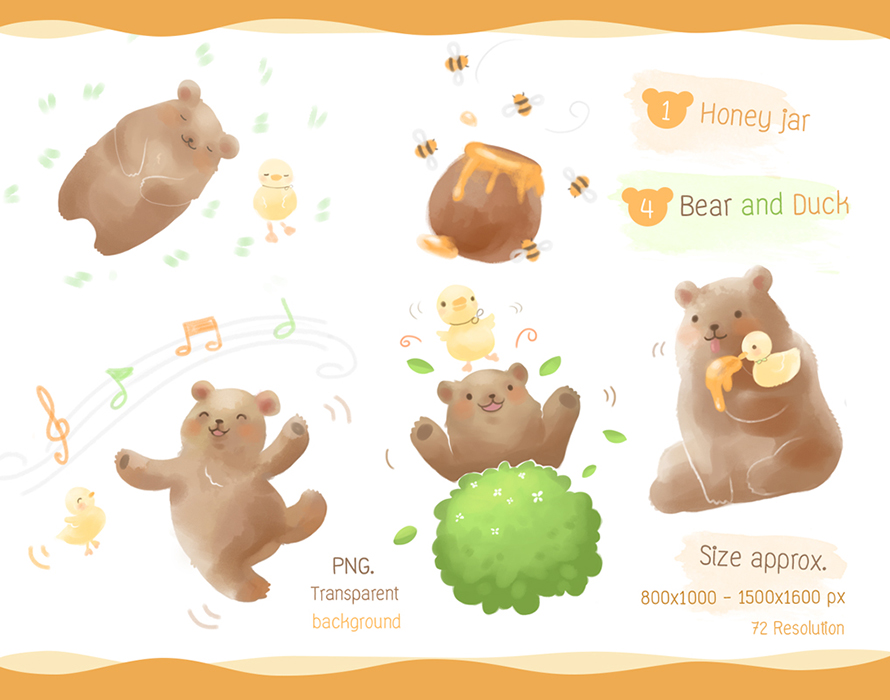 1 Honey jar
4 Bear and Duck
PNG.
Transparent
background
Size approx.
800x1000 - 1500x1600 px
72 Resolution